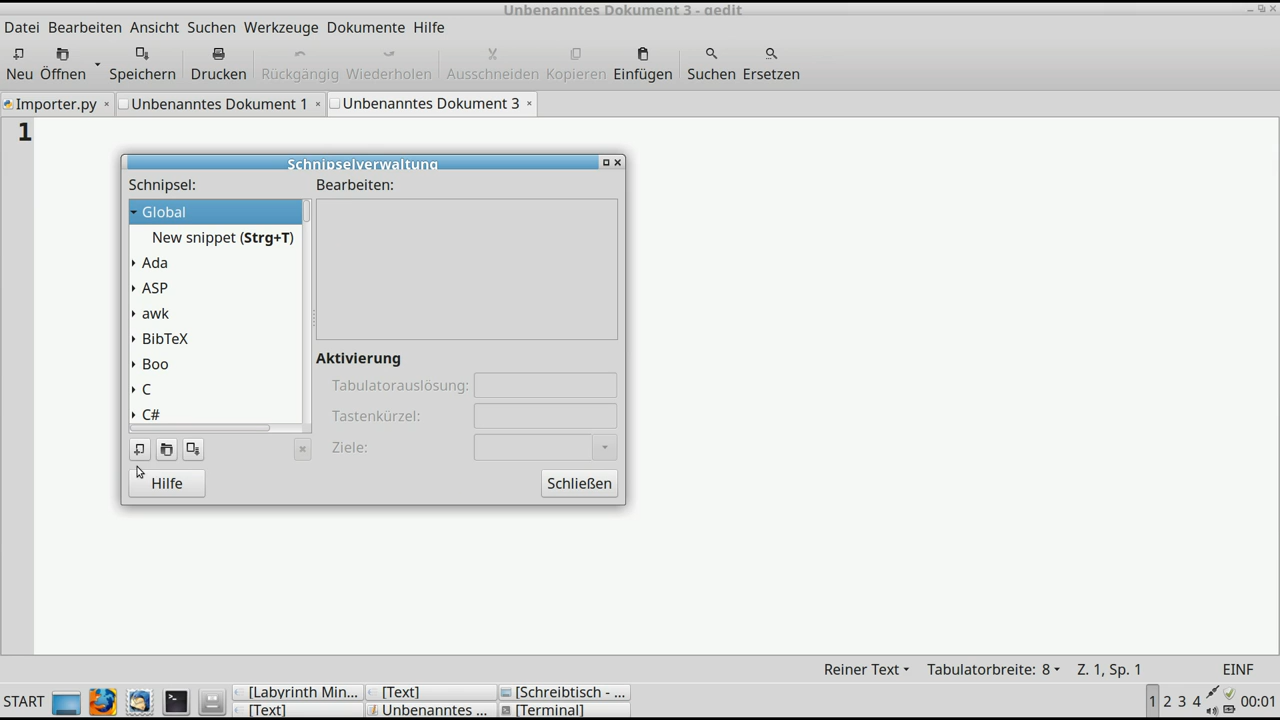 Unbenanntes Dokument 3 - gedit
Datei Bearbeiten Ansicht Suchen Werkzeuge Dokumente Hilfe
Neu Öffnen Speichern Drucken Rückgängig Wiederholen Ausschneiden Kopieren Einfügen Suchen Ersetzen
Importer.py Unbenanntes Dokument 1 Unbenanntes Dokument 3
1
Schnipselverwaltung
Schnipsel: Bearbeiten:
Global
New snippet (Strg+T)
Ada
ASP
awk
BibTeX
Boo
C
C#
Aktivierung
Tabulatorauslösung:
Tastenkürzel:
Ziele:
Hilfe Schließen
Reiner Text Tabulatorbreite: 8 Z. 1, Sp. 1 EINF
START [Labyrinth Min... [Text] [Schreibtisch - ... 1 2 3 4 00:01
[Text] Unbenanntes ... [Terminal]